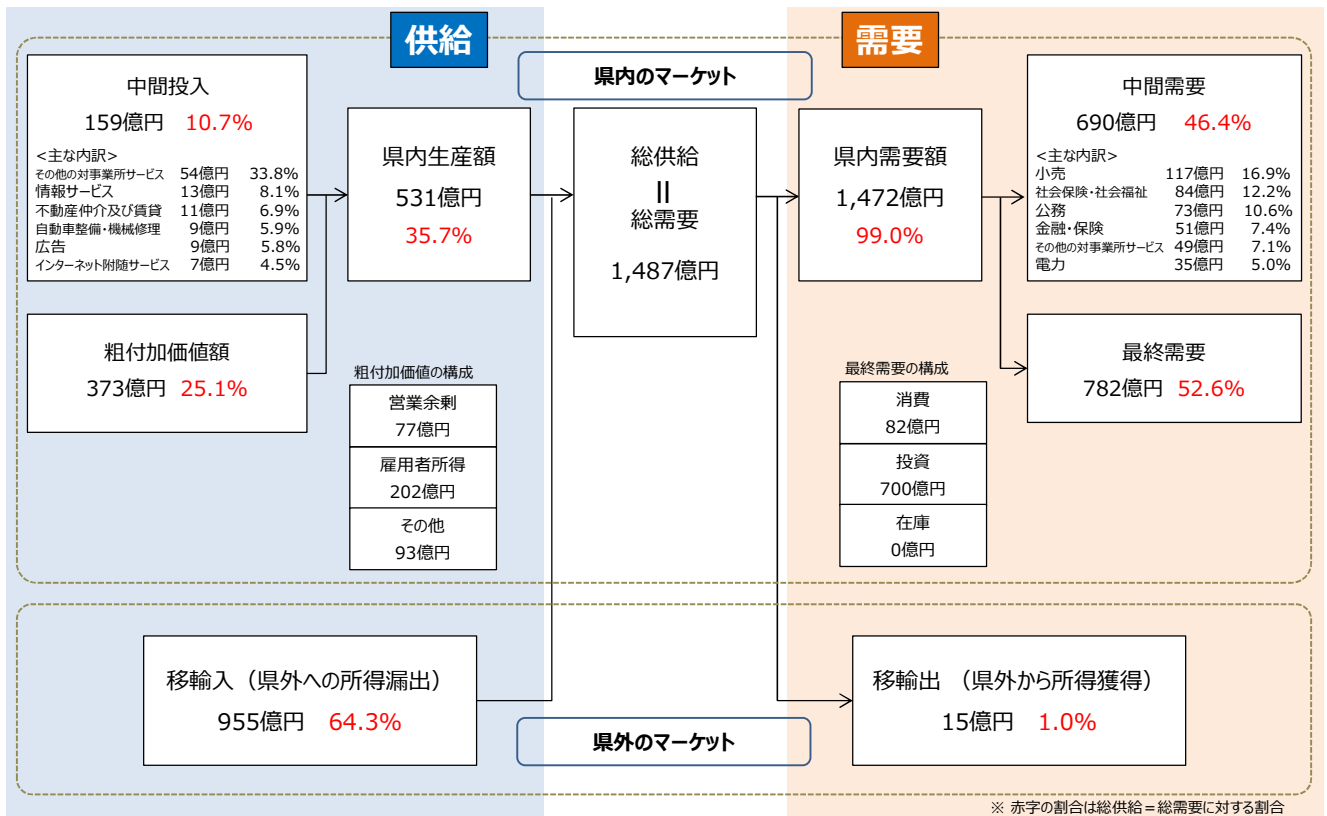 供給
需要
県内のマーケット
中間投入
159億円 10.7%
<主な内訳>
その他の対事業所サービス 54億円 33.8%
情報サービス 13億円 8.1%
不動産仲介及び賃貸 11億円 6.9%
自動車整備・機械修理 9億円 5.9%
広告 9億円 5.8%
インターネット附随サービス 7億円 4.5%
粗付加価値額
373億円 25.1%
県内生産額
531億円
35.7%
粗付加価値の構成
営業余剰
77億円
雇用者所得
202億円
その他
93億円
総供給
||
総需要
1,487億円
県内需要額
1,472億円
99.0%
最終需要の構成
消費
82億円
投資
700億円
在庫
0億円
中間需要
690億円 46.4%
<主な内訳>
小売 117億円 16.9%
社会保険・社会福祉 84億円 12.2%
公務 73億円 10.6%
金融・保険 51億円 7.4%
その他の対事業所サービス 49億円 7.1%
電力 35億円 5.0%
最終需要
782億円 52.6%
移輸入（県外への所得漏出）
955億円 64.3%
県外のマーケット
移輸出 （県外から所得獲得）
15億円 1.0%
※ 赤字の割合は総供給＝総需要に対する割合